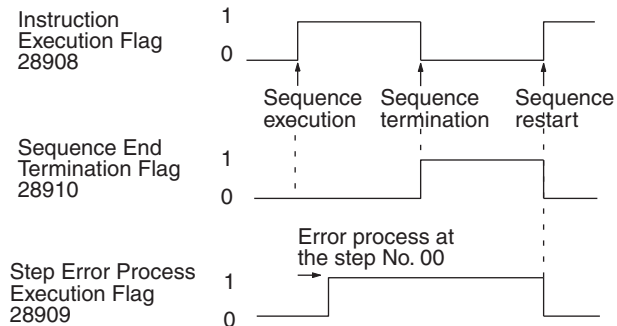 Instruction
Execution Flag
28908
1
0
Sequence
execution
Sequence
termination
Sequence
restart
Sequence End
Termination Flag
28910
1
0
Error process at
the step No. 00
Step Error Process
Execution Flag
28909
1
0